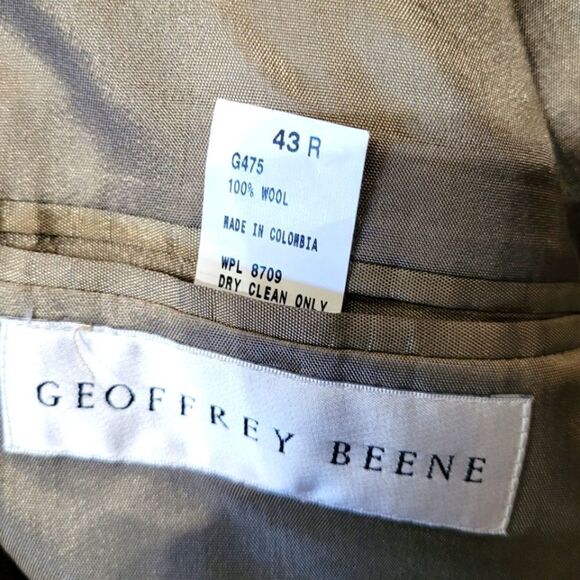 43 R
G475
100% WOOL
MADE IN COLOMBIA
WPL 8709
DRY CLEAN ONLY
GEOFFREY BEENE